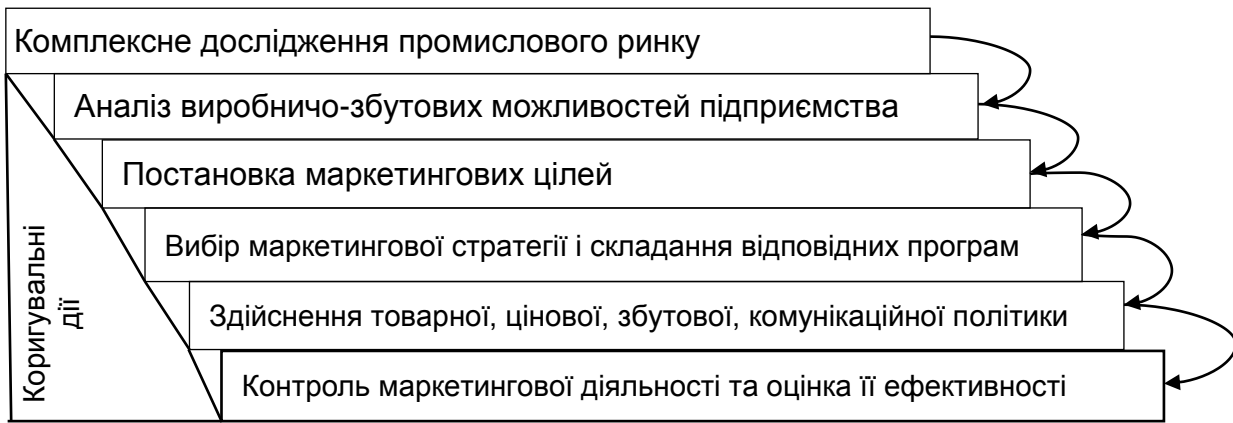 Комплексне дослідження промислового ринку
Аналіз виробничо-збутових можливостей підприємства
Постановка маркетингових цілей
Вибір маркетингової стратегії і складання відповідних програм
Здійснення товарної, цінової, збутової, комунікаційної політики
Контроль маркетингової діяльності та оцінка її ефективності
Коригувальні
дії